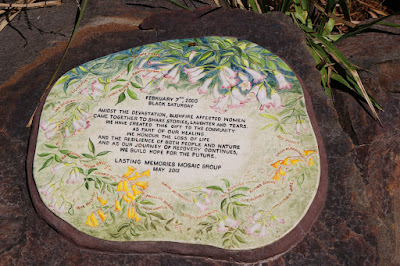 FEBRUARY 7TH, 2009
BLACK SATURDAY
AMIDST THE DEVASTATION, BUSHFIRE AFFECTED WOMEN
CAME TOGETHER TO SHARE STORIES, LAUGHTER AND TEARS.
WE HAVE CREATED THIS GIFT TO THE COMMUNITY
AS PART OF OUR HEALING
WE HONOUR THE LOSS OF LIFE
AND THE RESILIENCE OF BOTH PEOPLE AND NATURE
AND AS OUR JOURNEY OF RECOVERY CONTINUES,
WE BUILD HOPE FOR THE FUTURE.
LASTING MEMORIES MOSAIC GROUP
MAY 2013